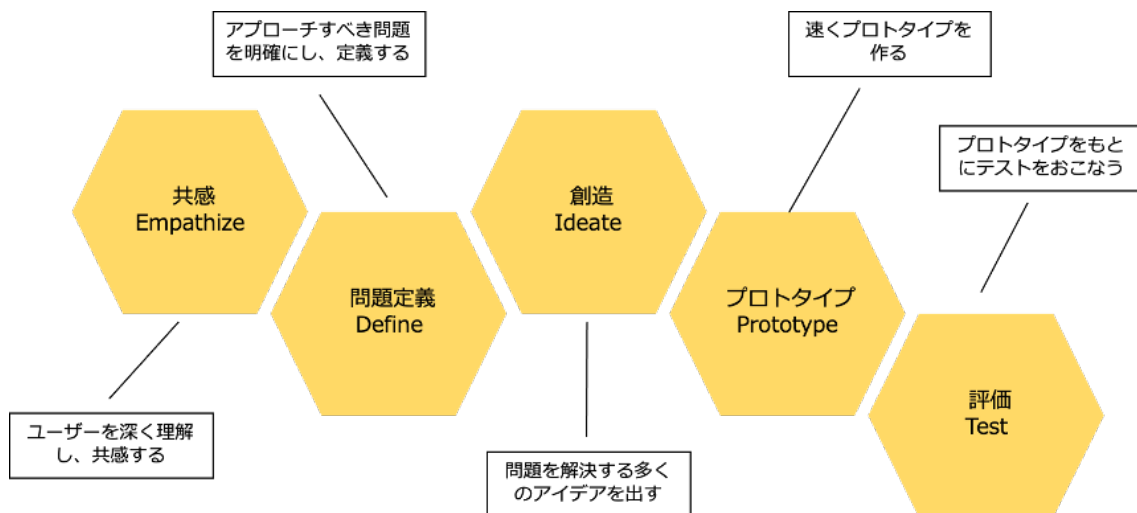 アプローチすべき問題
を明確にし、定義する
速くプロトタイプを
作る
プロトタイプをもと
にテストをおこなう
共感
Empathize
問題定義
Define
創造
Ideate
プロトタイプ
Prototype
評価
Test
ユーザーを深く理解
し、共感する
問題を解決する多く
のアイデアを出す